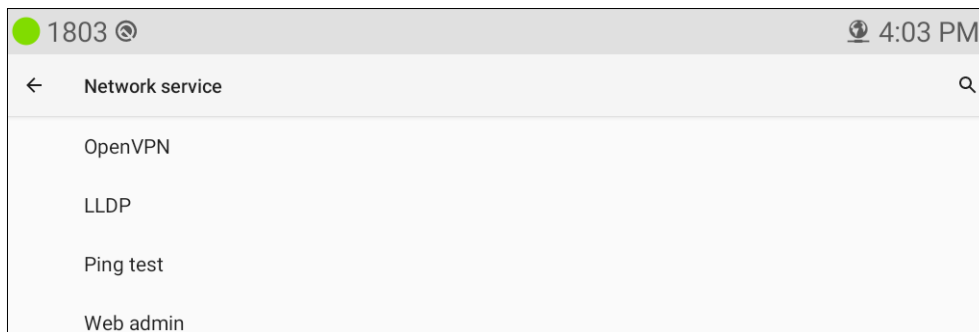 1803 4:03 PM
Network service
OpenVPN
LLDP
Ping test
Web admin